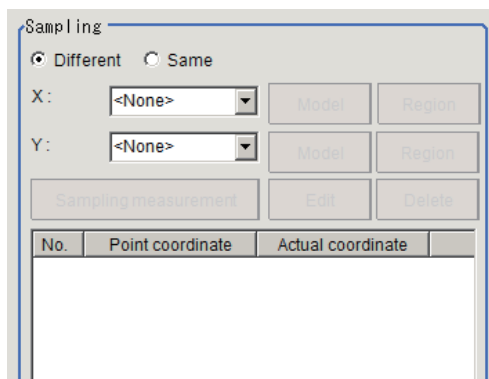 Sampling
Different Same
X: <None> Model Region
Y: <None> Model Region
Sampling measurement Edit Delete
No. Point coordinate Actual coordinate